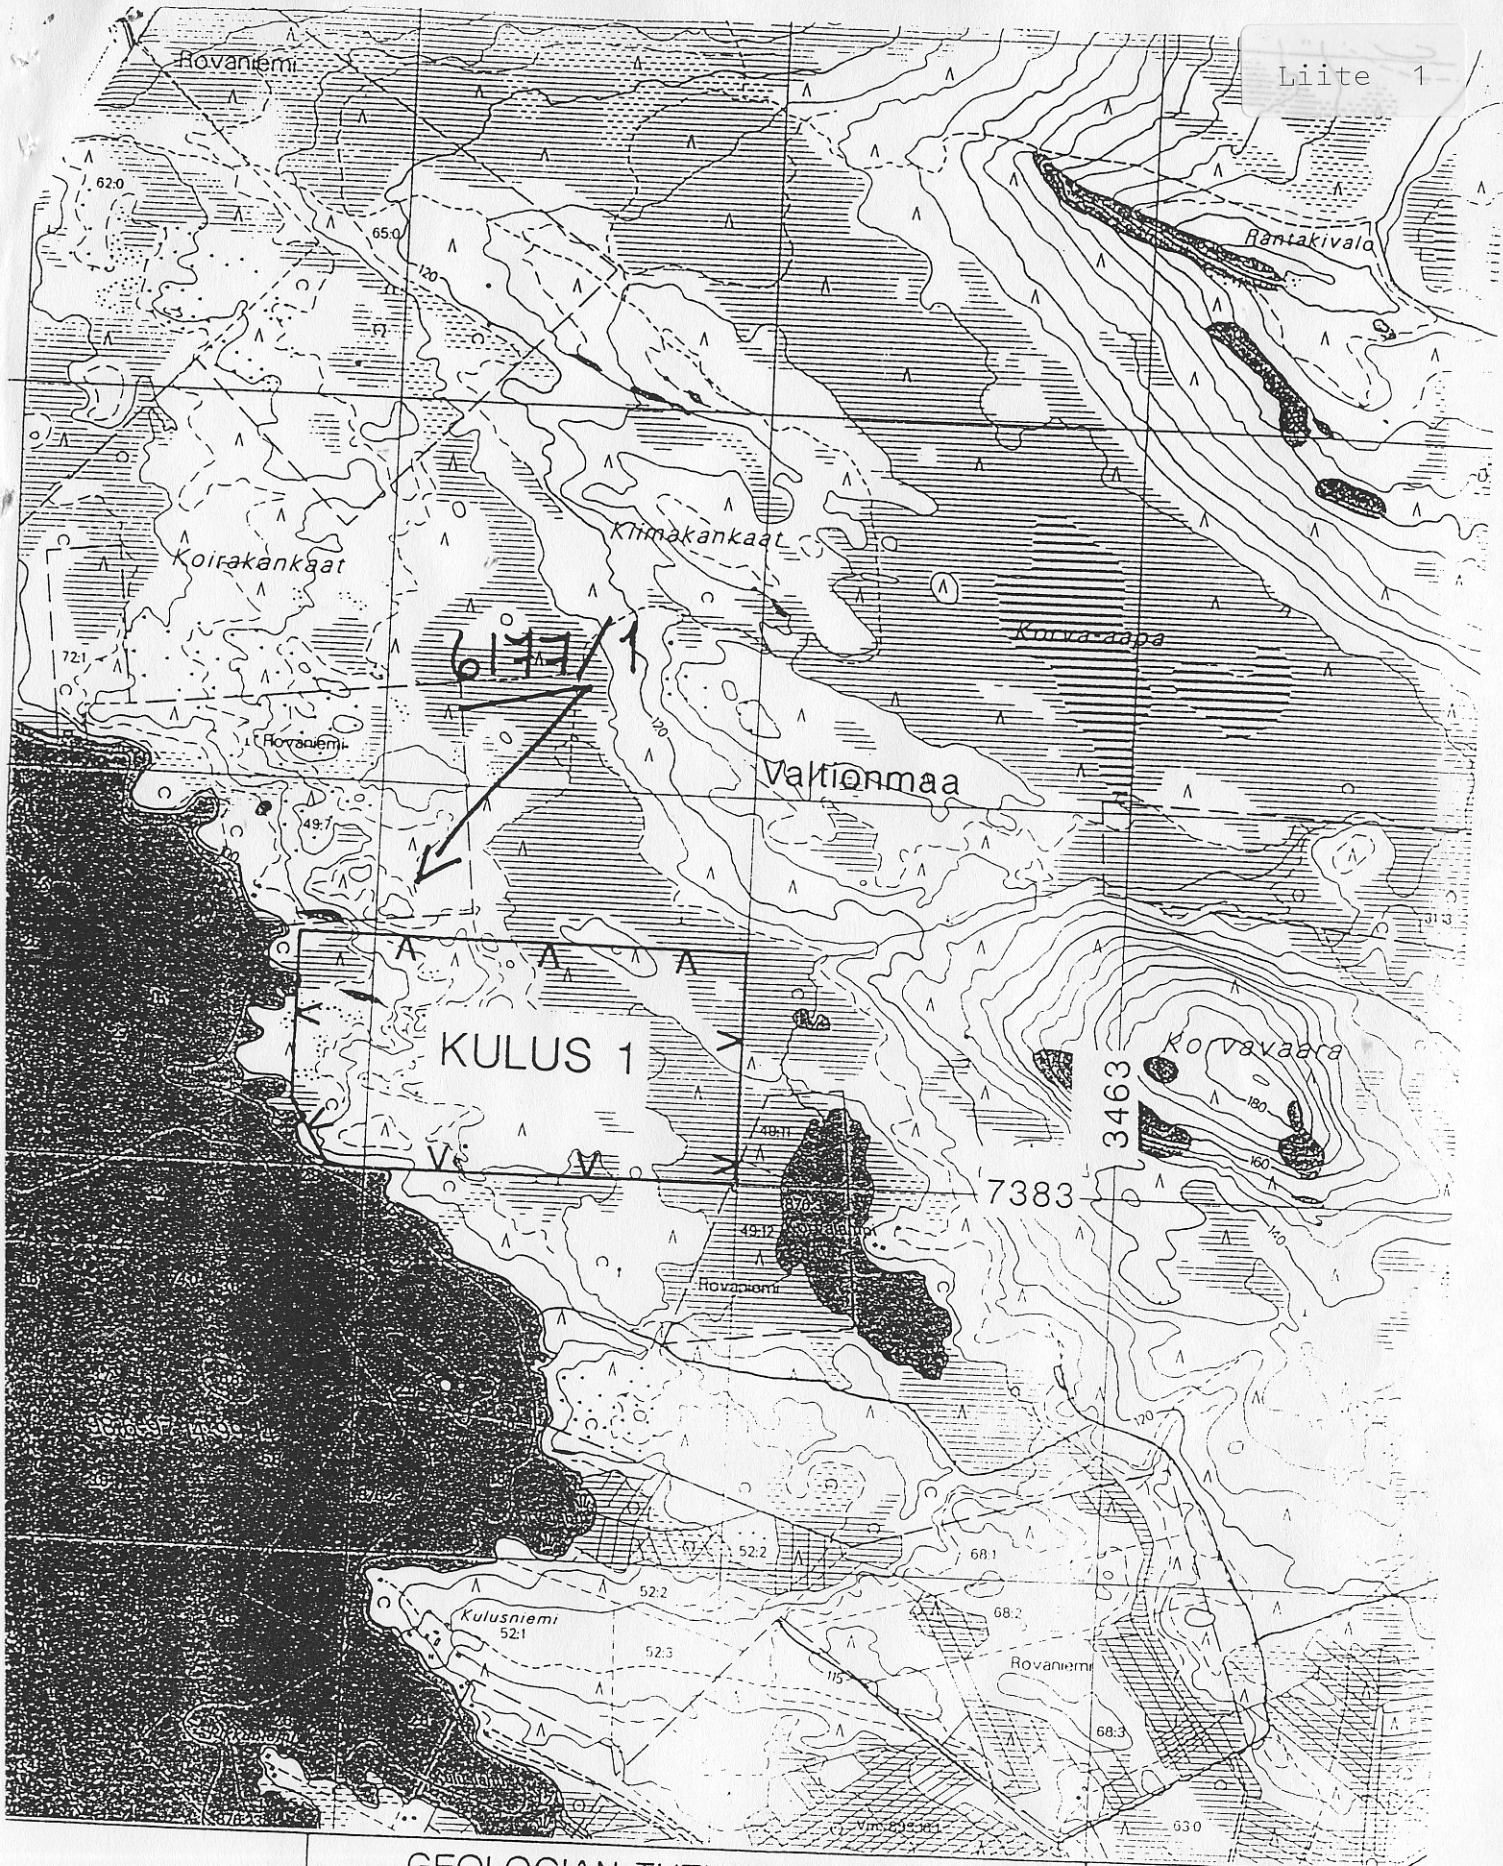 Liite 1
Rovaniemi
62:0
65:0
120
Rantakivalo
Kiimakankaat
Koirakankaat
Korva-aapa
6177/1
72:1
120
Rovaniemi
Valtionmaa
49:7
31:3
KULUS 1
Korvavaara
3463
180
49:11
160
7383
49:12
140
Rovaniemi
120
52:2
68:1
52:2
68:2
Kulusniemi
52:1
52:3
Rovaniemi
115
68:3
63:0